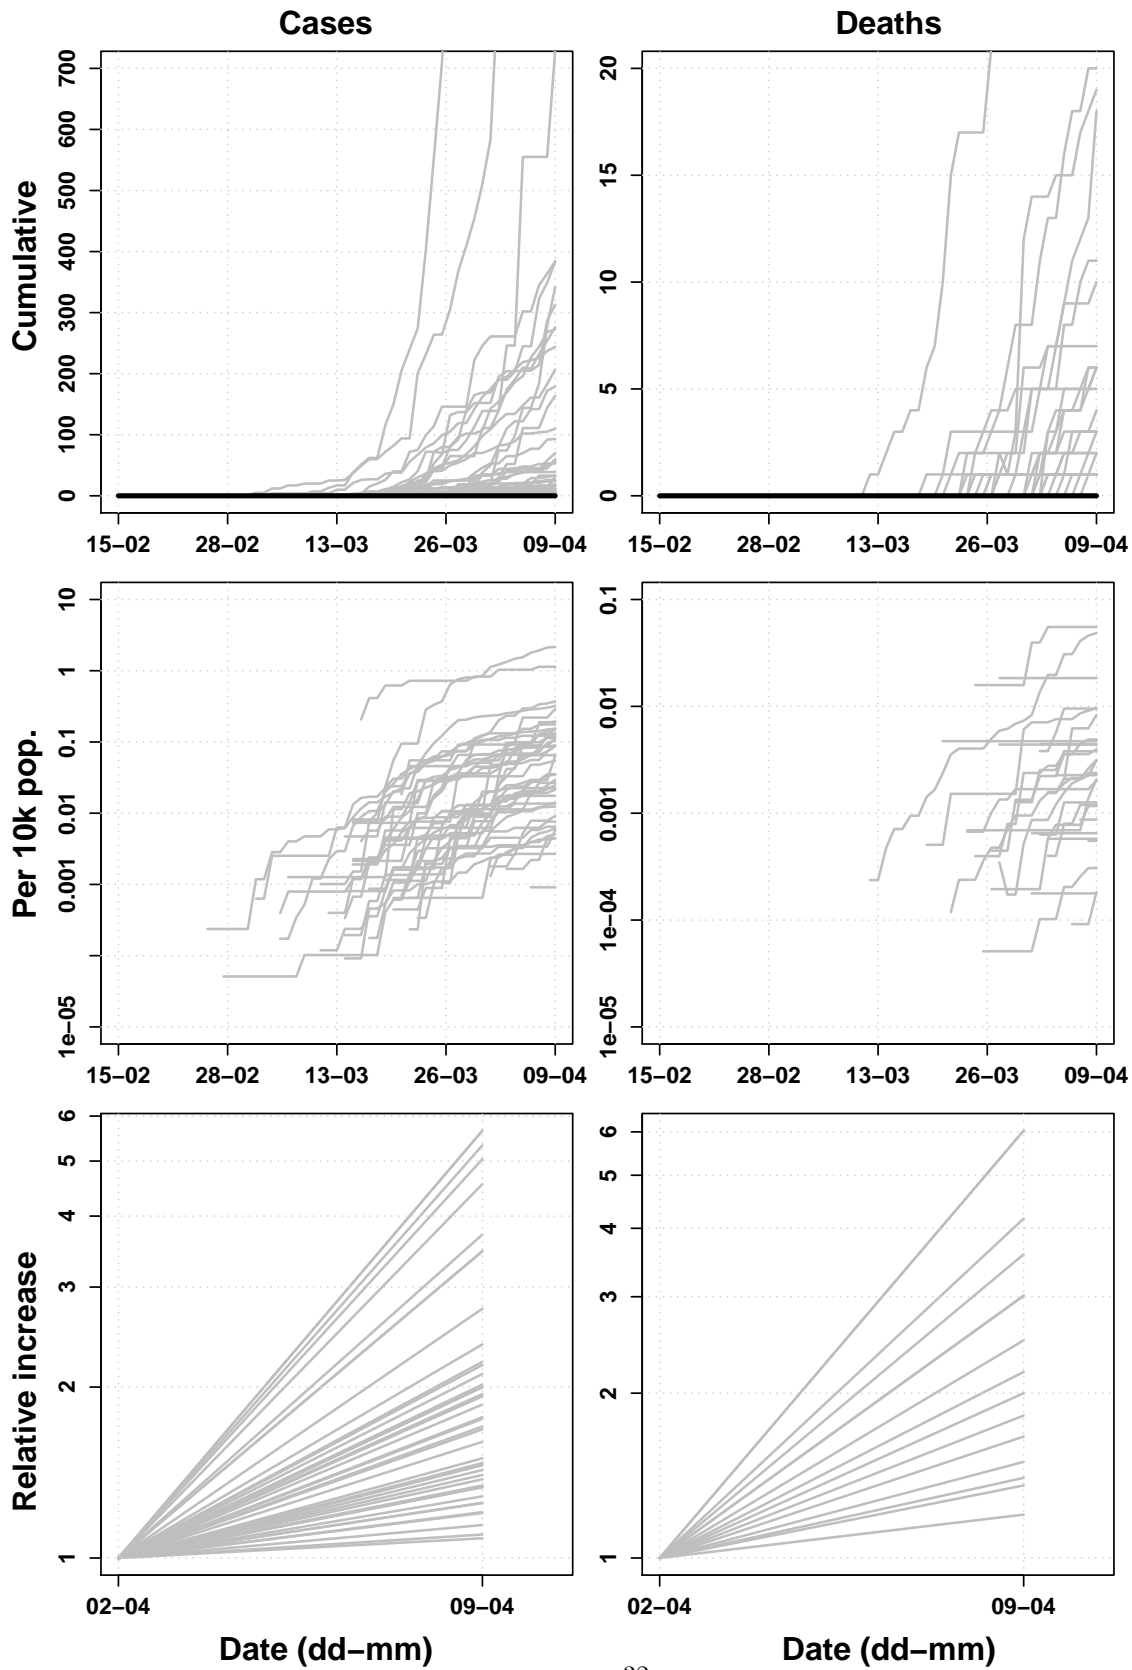 Cases
Deaths
Cumulative
0 100 200 300 400 500 600 700
0 5 10 15 20
15−02 28−02 13−03 26−03 09−04
15−02 28−02 13−03 26−03 09−04
Per 10k pop.
1e−05 0.001 0.01 0.1 1 10
1e−05 1e−04 0.001 0.01 0.1
15−02 28−02 13−03 26−03 09−04
15−02 28−02 13−03 26−03 09−04
Relative increase
1 2 3 4 5 6
1 2 3 4 5 6
02−04 09−04
02−04 09−04
Date (dd−mm)
Date (dd−mm)